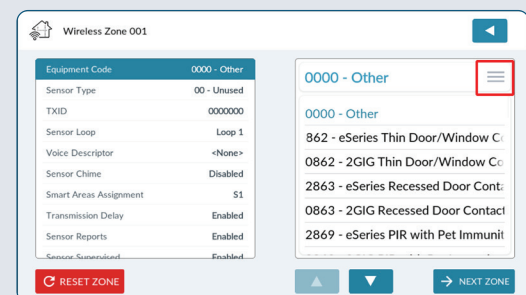 Wireless Zone 001
Equipment Code 0000 - Other
Sensor Type 00 - Unused
TXID 0000000
Sensor Loop Loop 1
Voice Descriptor <None>
Sensor Chime Disabled
Smart Areas Assignment S1
Transmission Delay Enabled
Sensor Reports Enabled
Sensor Supervised Enabled
RESET ZONE
0000 - Other
0000 - Other
862 - eSeries Thin Door/Window C
0862 - 2GIG Thin Door/Window Co
2863 - eSeries Recessed Door Conta
0863 - 2GIG Recessed Door Contact
2869 - eSeries PIR with Pet Immunit
NEXT ZONE